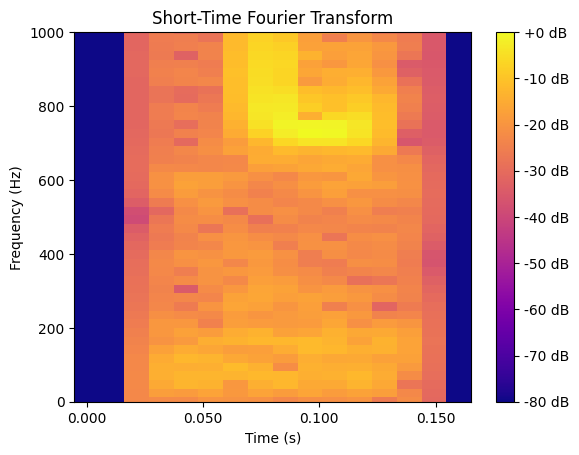 Short-Time Fourier Transform
Frequency (Hz)
1000
800
600
400
200
0
0.000
0.050
0.100
0.150
Time (s)
+0 dB
-10 dB
-20 dB
-30 dB
-40 dB
-50 dB
-60 dB
-70 dB
-80 dB